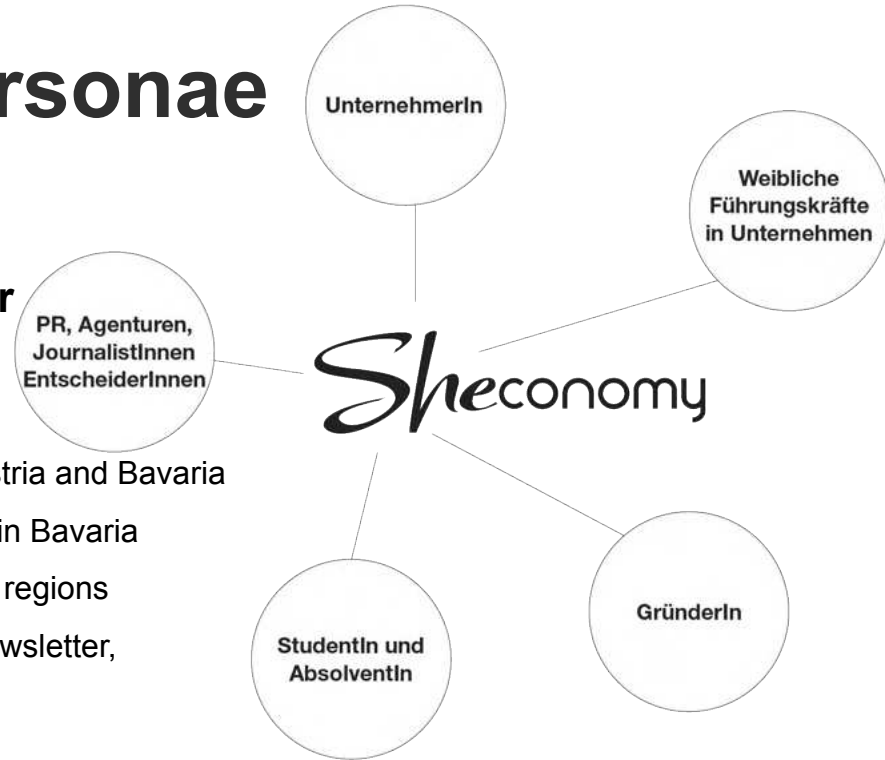 rsonae
UnternehmerIn
Weibliche
Führungskräfte
in Unternehmen
r
PR, Agenturen,
JournalistInnen
EntscheiderInnen
Sheconomy
tria and Bavaria
in Bavaria
regions
wsletter,
StudentIn und
AbsolventIn
GründerIn